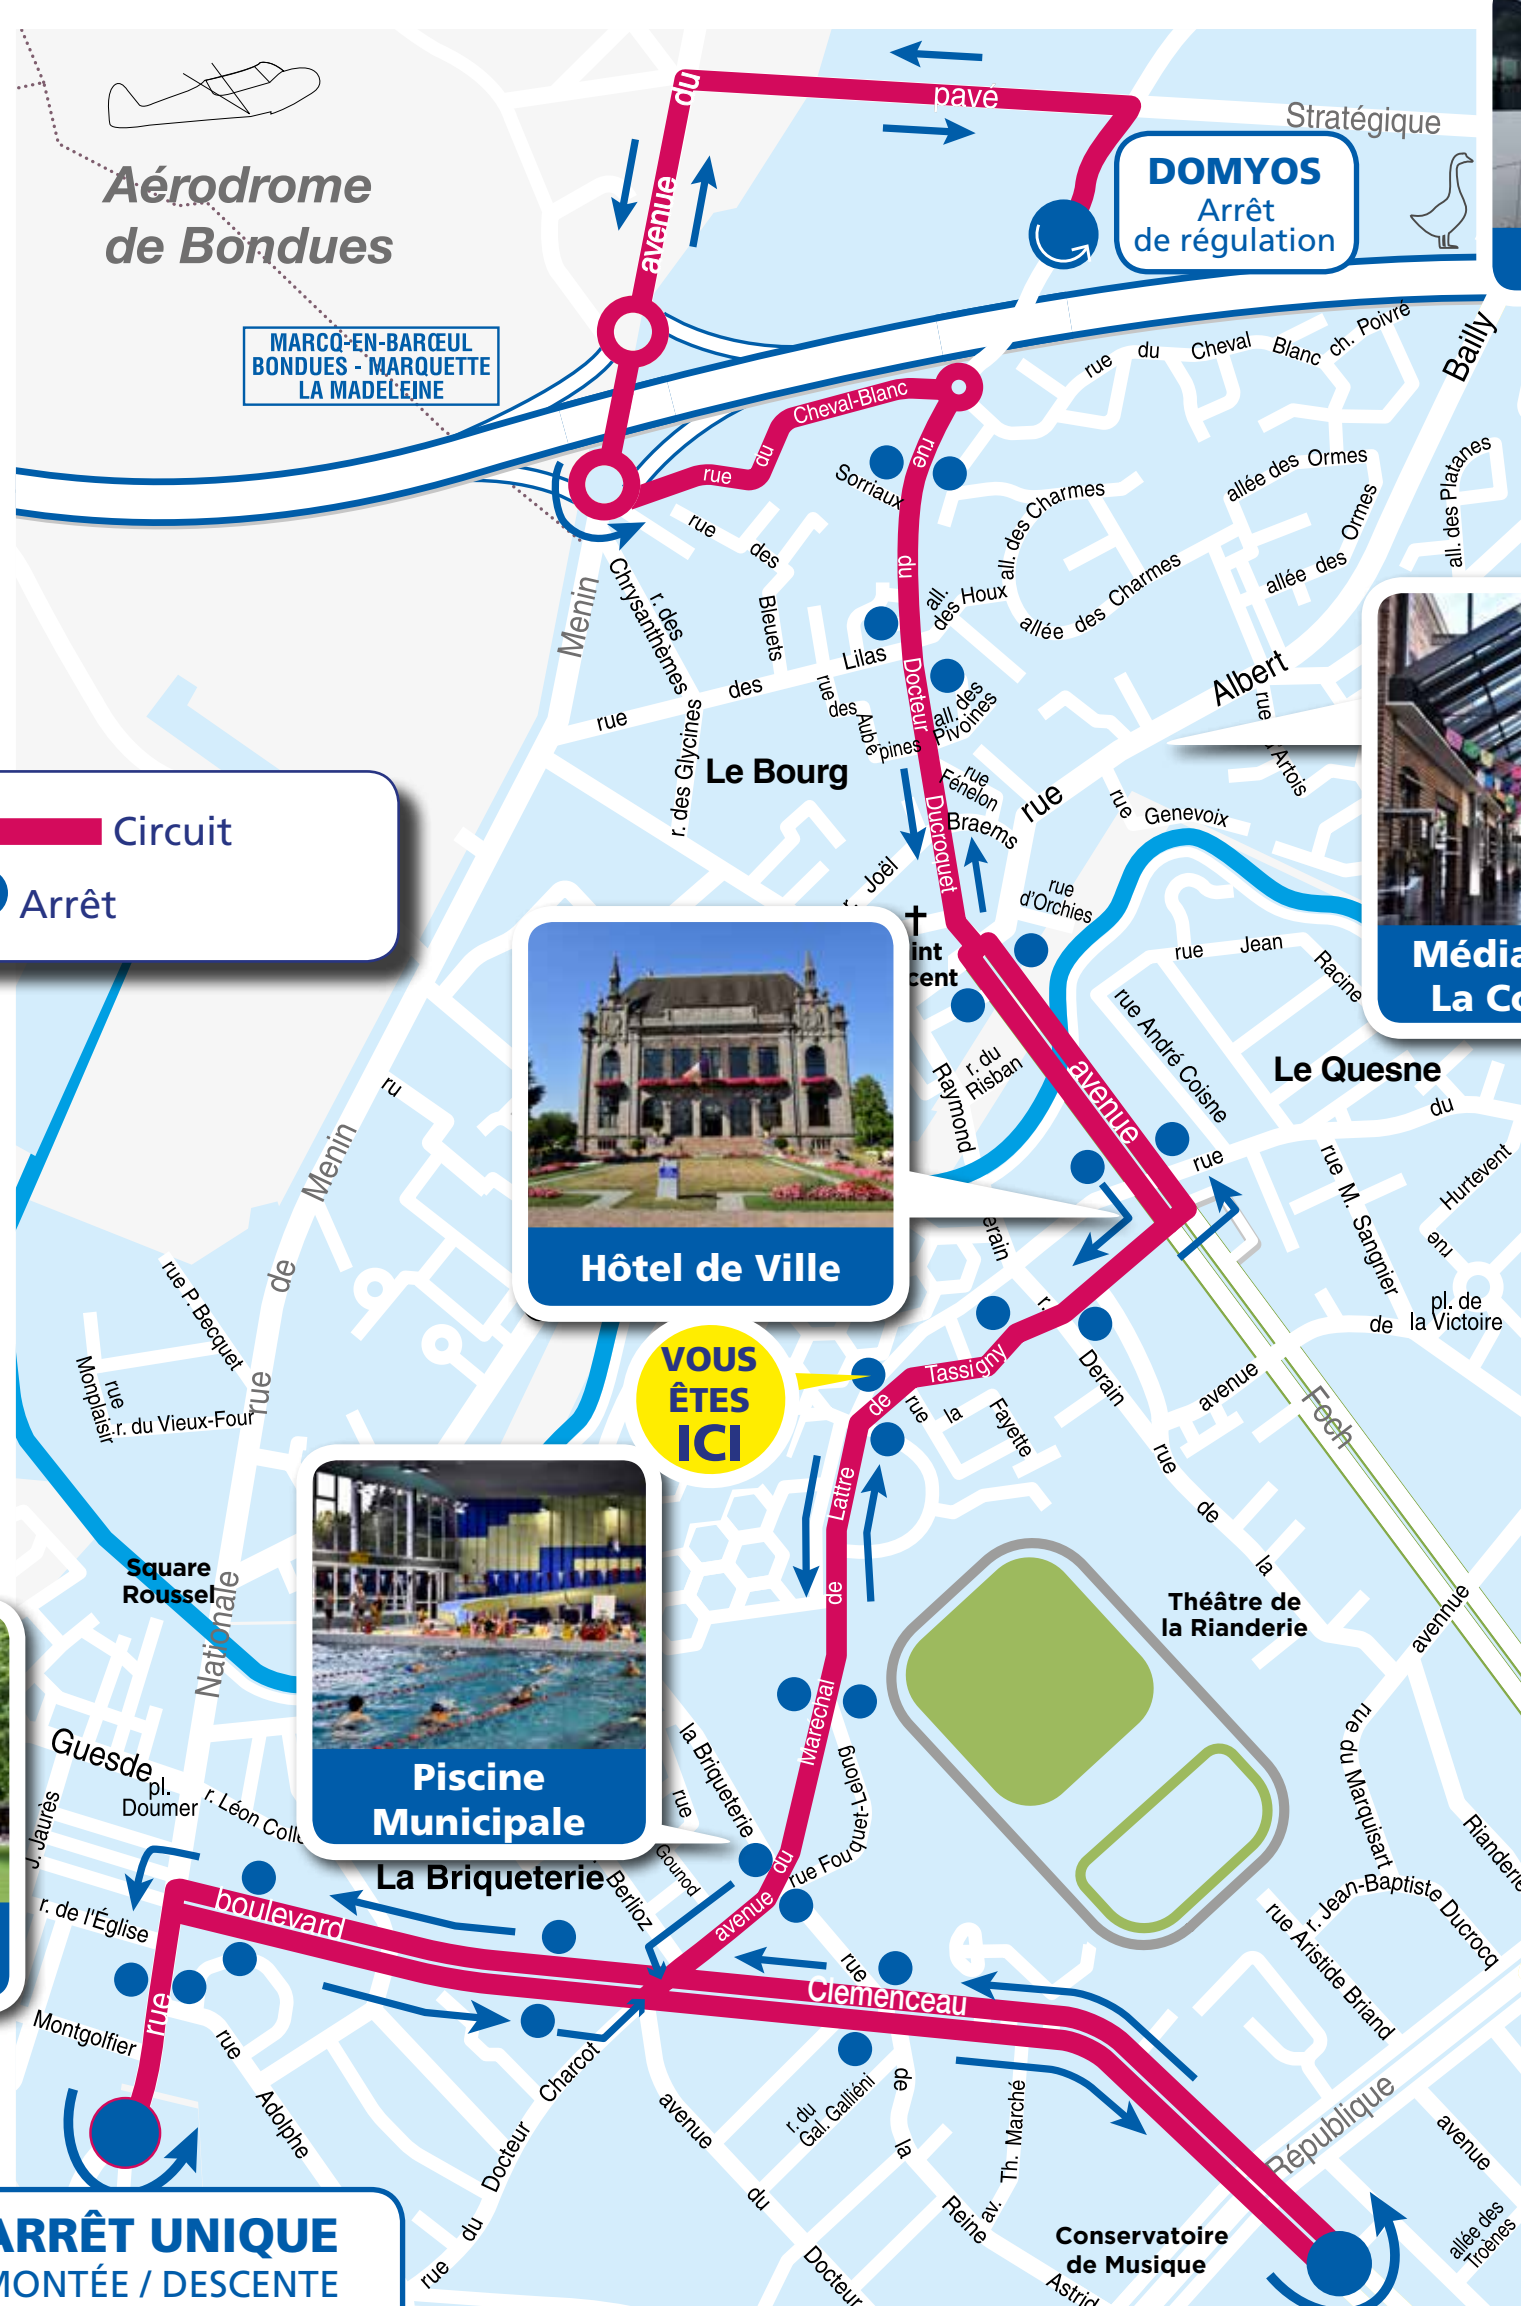 du
pavé
Stratégique
DOMYOS
Arrêt
de régulation
Aérodrome
de Bondues
avenue
MARCQ-EN-BARŒUL
BONDUES - MARQUETTE
LA MADELEINE
rue du Cheval Blanc
ch. Poivré
Bailly
rue du Cheval-Blanc
rue
Sorriaux
allée des Ormes
all. des Platanes
all. des Charmes
allée des Ormes
rue des Bleuets
du
all.
des Houx
allée des Charmes
Menin
r. des
Chrysanthèmes
Lilas
des
rue
Docteur
rue
des
Aubé
pines
all. des
Pivoines
Albert
rue
d'Artois
r. des Glycines
Le Bourg
rue
Fénelon
rue
Braems
rue Genevoix
Circuit
Ducroquet
r. Joël
rue
d'Orchies
Arrêt
int
cent
rue Jean Racine
Média
La Co
rue André Coisne
r. du
Risban
Raymond
avenue
Le Quesne
du
ru
Menin
rue
rue M. Sangnier
Hurtevent
rue
de
Hôtel de Ville
erain
rue P. Becquet
r.
Derain
pl. de
la Victoire
de
VOUS
ÊTES
ICI
Tassigny
de
rue la Fayette
avenue
Foch
rue
Monplaisir
rue
r. du Vieux-Four
Lattre
rue de la
Square
Roussel
Nationale
de
Théâtre de
la Rianderie
avennue
Maréchal
rue du Marquisart
Guesde
pl.
Doumer
r. Léon Colle
Piscine
Municipale
la Briqueterie
rue
Gounod
rue Fouquet-Lelong
Rianderie
J. Jaurès
La Briqueterie
Berlioz
du
avenue
r. Jean-Baptiste Ducrocq
rue Aristide Briand
r. de l'Église
boulevard
rue
Clemenceau
Montgolfier
rue
rue
Adolphe
Charcot
Docteur
du
rue
avenue
du
Docteur
r. du
Gal. Galliéni
de
la
Reine
Astrid
av. Th. Marché
République
avenue
allée des
Troènes
Conservatoire
de Musique
ARRÊT UNIQUE
MONTÉE / DESCENTE